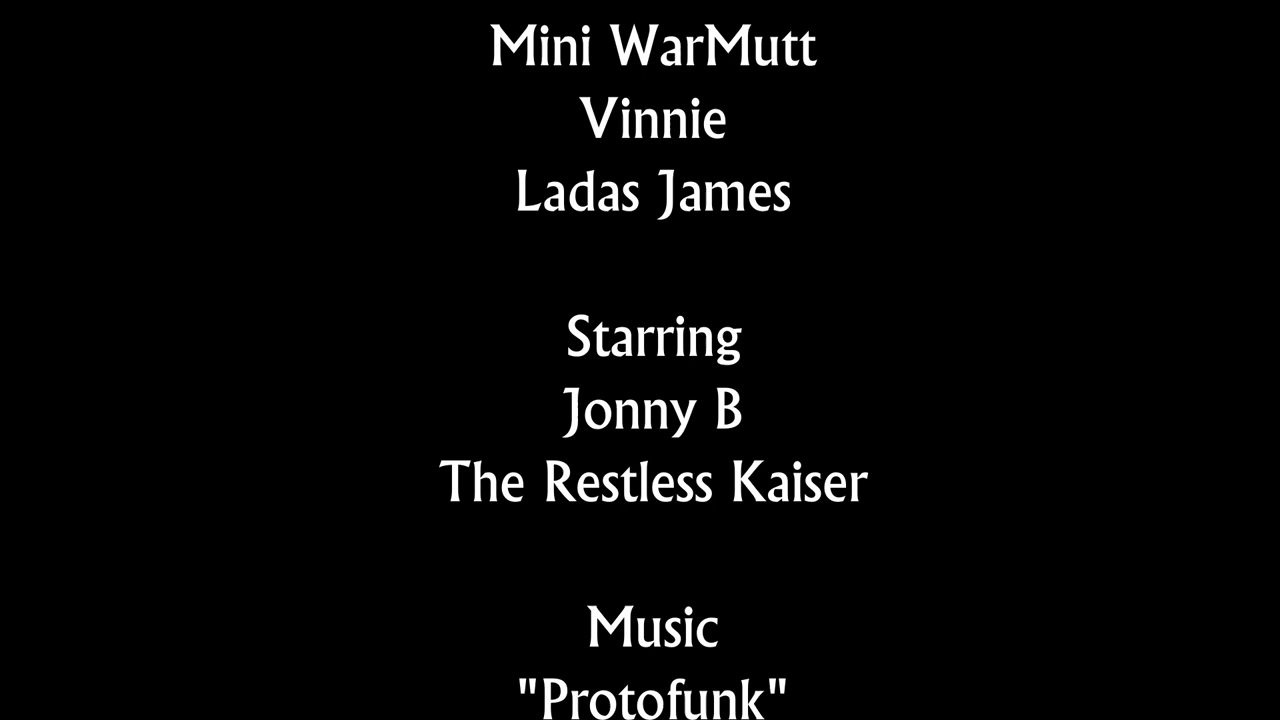 Mini WarMutt
Vinnie
Ladas James
Starring
Jonny B
The Restless Kaiser
Music
"Protofunk"